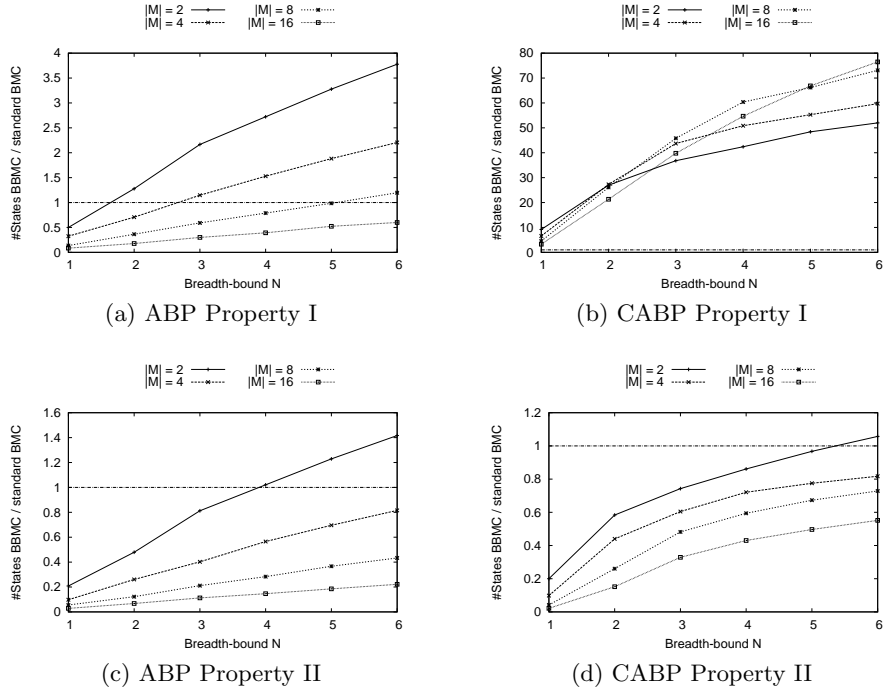 |M| = 2
|M| = 4
|M| = 8
|M| = 16
#States BBMC / standard BMC
4
3.5
3
2.5
2
1.5
1
0.5
0
1 2 3 4 5 6
Breadth-bound N
(a) ABP Property I
|M| = 2
|M| = 4
|M| = 8
|M| = 16
#States BBMC / standard BMC
80
70
60
50
40
30
20
10
0
1 2 3 4 5 6
Breadth-bound N
(b) CABP Property I
|M| = 2
|M| = 4
|M| = 8
|M| = 16
#States BBMC / standard BMC
1.6
1.4
1.2
1
0.8
0.6
0.4
0.2
0
1 2 3 4 5 6
Breadth-bound N
(c) ABP Property II
|M| = 2
|M| = 4
|M| = 8
|M| = 16
#States BBMC / standard BMC
1.2
1
0.8
0.6
0.4
0.2
0
1 2 3 4 5 6
Breadth-bound N
(d) CABP Property II